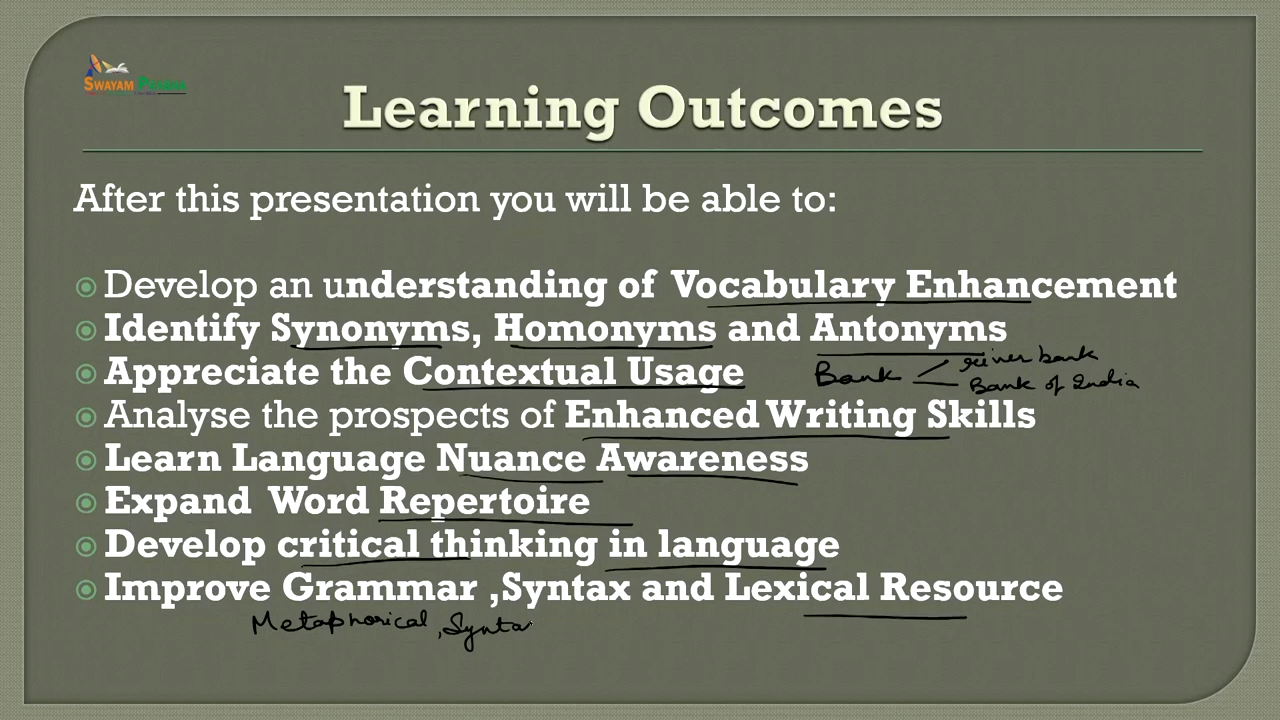 SWAYAM PRABHA
Learning Outcomes
After this presentation you will be able to:
Develop an understanding of Vocabulary Enhancement
Identify Synonyms, Homonyms and Antonyms
Appreciate the Contextual Usage
Bank river bank
Bank of India
Analyse the prospects of Enhanced Writing Skills
Learn Language Nuance Awareness
Expand Word Repertoire
Develop critical thinking in language
Improve Grammar ,Syntax and Lexical Resource
Metaphorical, Synta